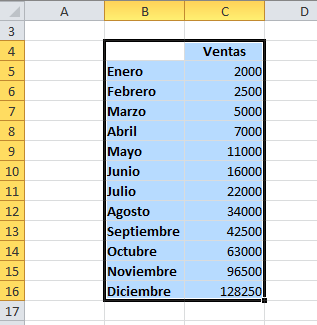 A B C D
3
4 Ventas
5 Enero 2000
6 Febrero 2500
7 Marzo 5000
8 Abril 7000
9 Mayo 11000
10 Junio 16000
11 Julio 22000
12 Agosto 34000
13 Septiembre 42500
14 Octubre 63000
15 Noviembre 96500
16 Diciembre 128250
17